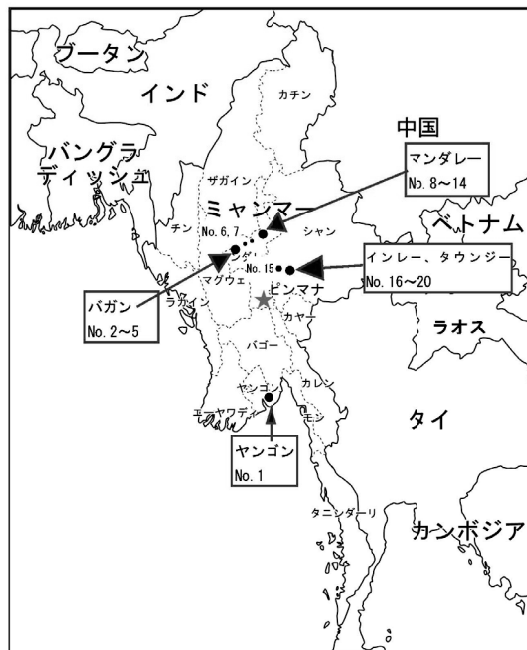 ブータン
インド
カチン
中国
バングラ
ディッシュ
ザガイン
マンダレー
No. 8～14
ミャンマー
チン
No. 6, 7
シャン
ベトナム
ンダ
No. 15
インレー、タウンジー
No. 16～20
マグウェ
ピンマナ
ラカイン
バガン
No. 2～5
カヤー
ラオス
バゴー
ヤンゴン
カレン
エーヤワディ
モン
タイ
ヤンゴン
No. 1
タニンダーリ
カンボジア